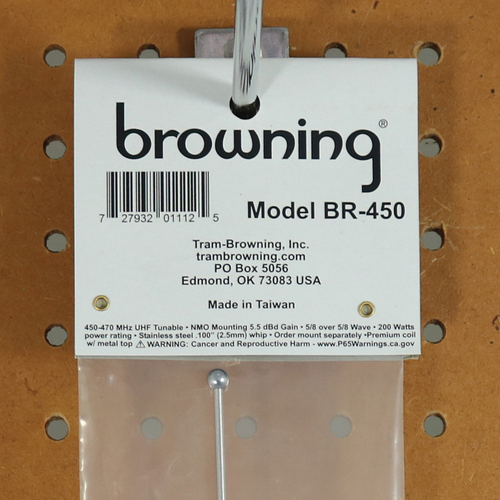 browning®
7 27932 01112 5
Model BR-450
Tram-Browning, Inc.
trambrowning.com
PO Box 5056
Edmond, OK 73083 USA
Made in Taiwan
450-470 MHz UHF Tunable • NMO Mounting 5.5 dBd Gain • 5/8 over 5/8 Wave • 200 Watts
power rating • Stainless steel .100" (2.5mm) whip • Order mount separately •Premium coil
w/ metal top ⚠ WARNING: Cancer and Reproductive Harm - www.P65Warnings.ca.gov